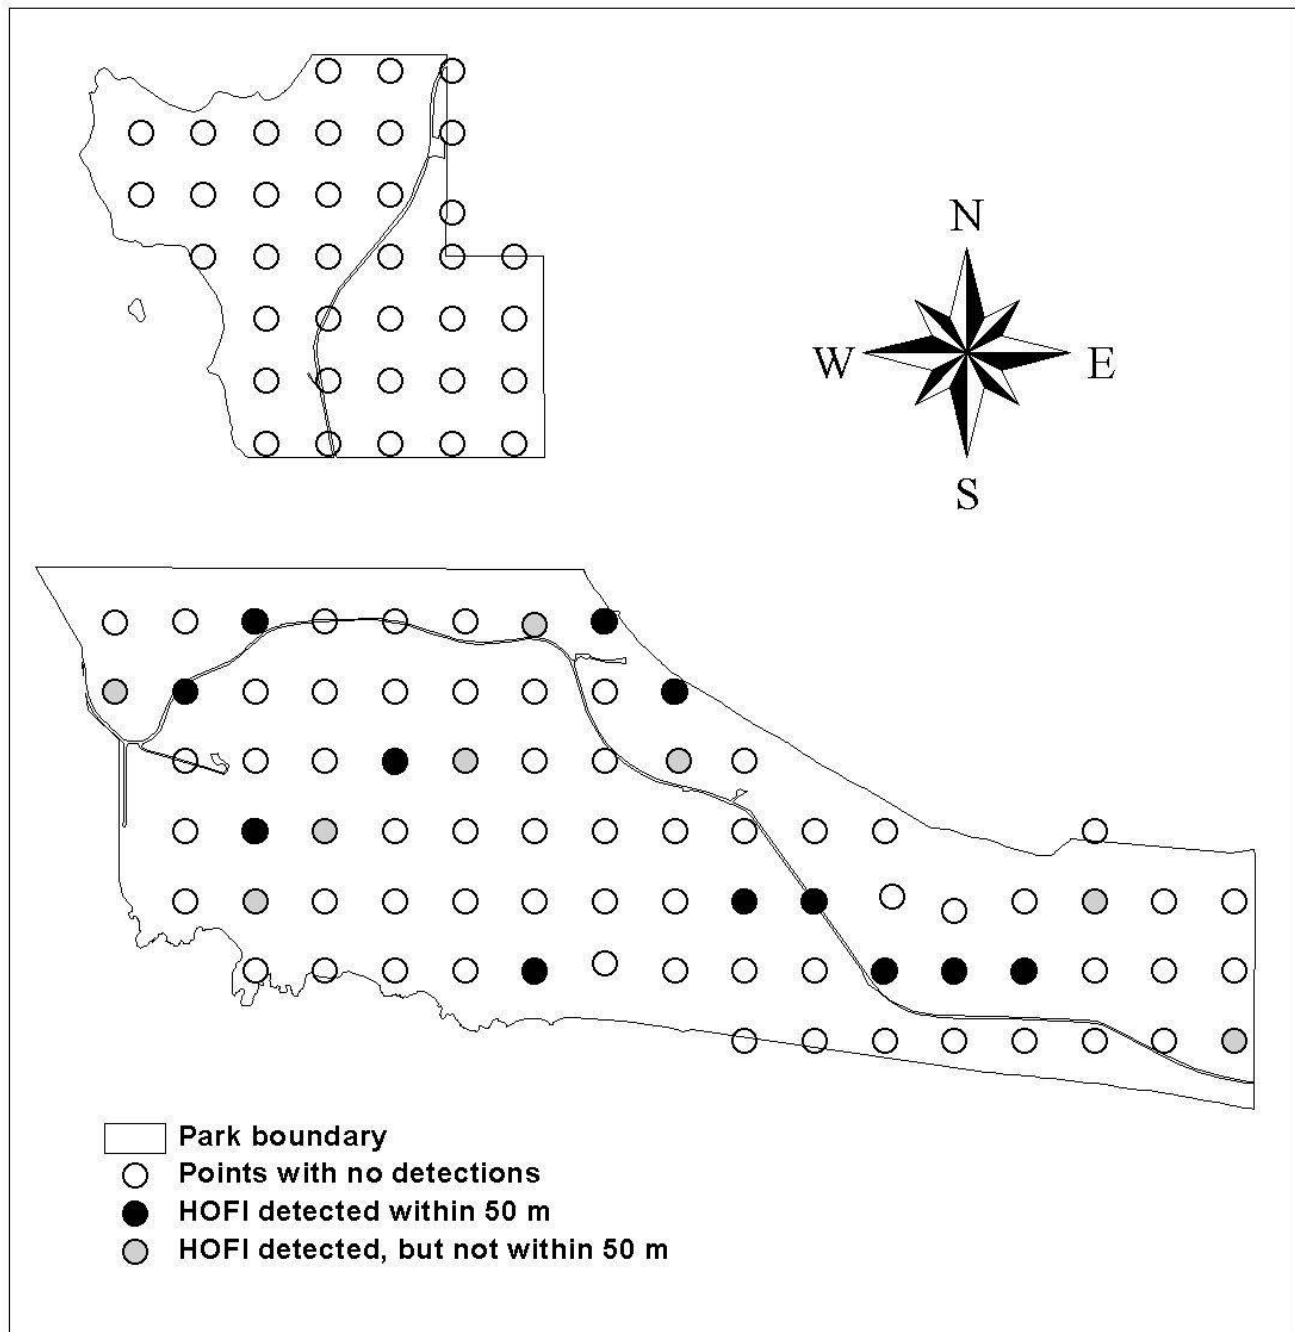 N
W
E
S
Park boundary
Points with no detections
HOFI detected within 50 m
HOFI detected, but not within 50 m